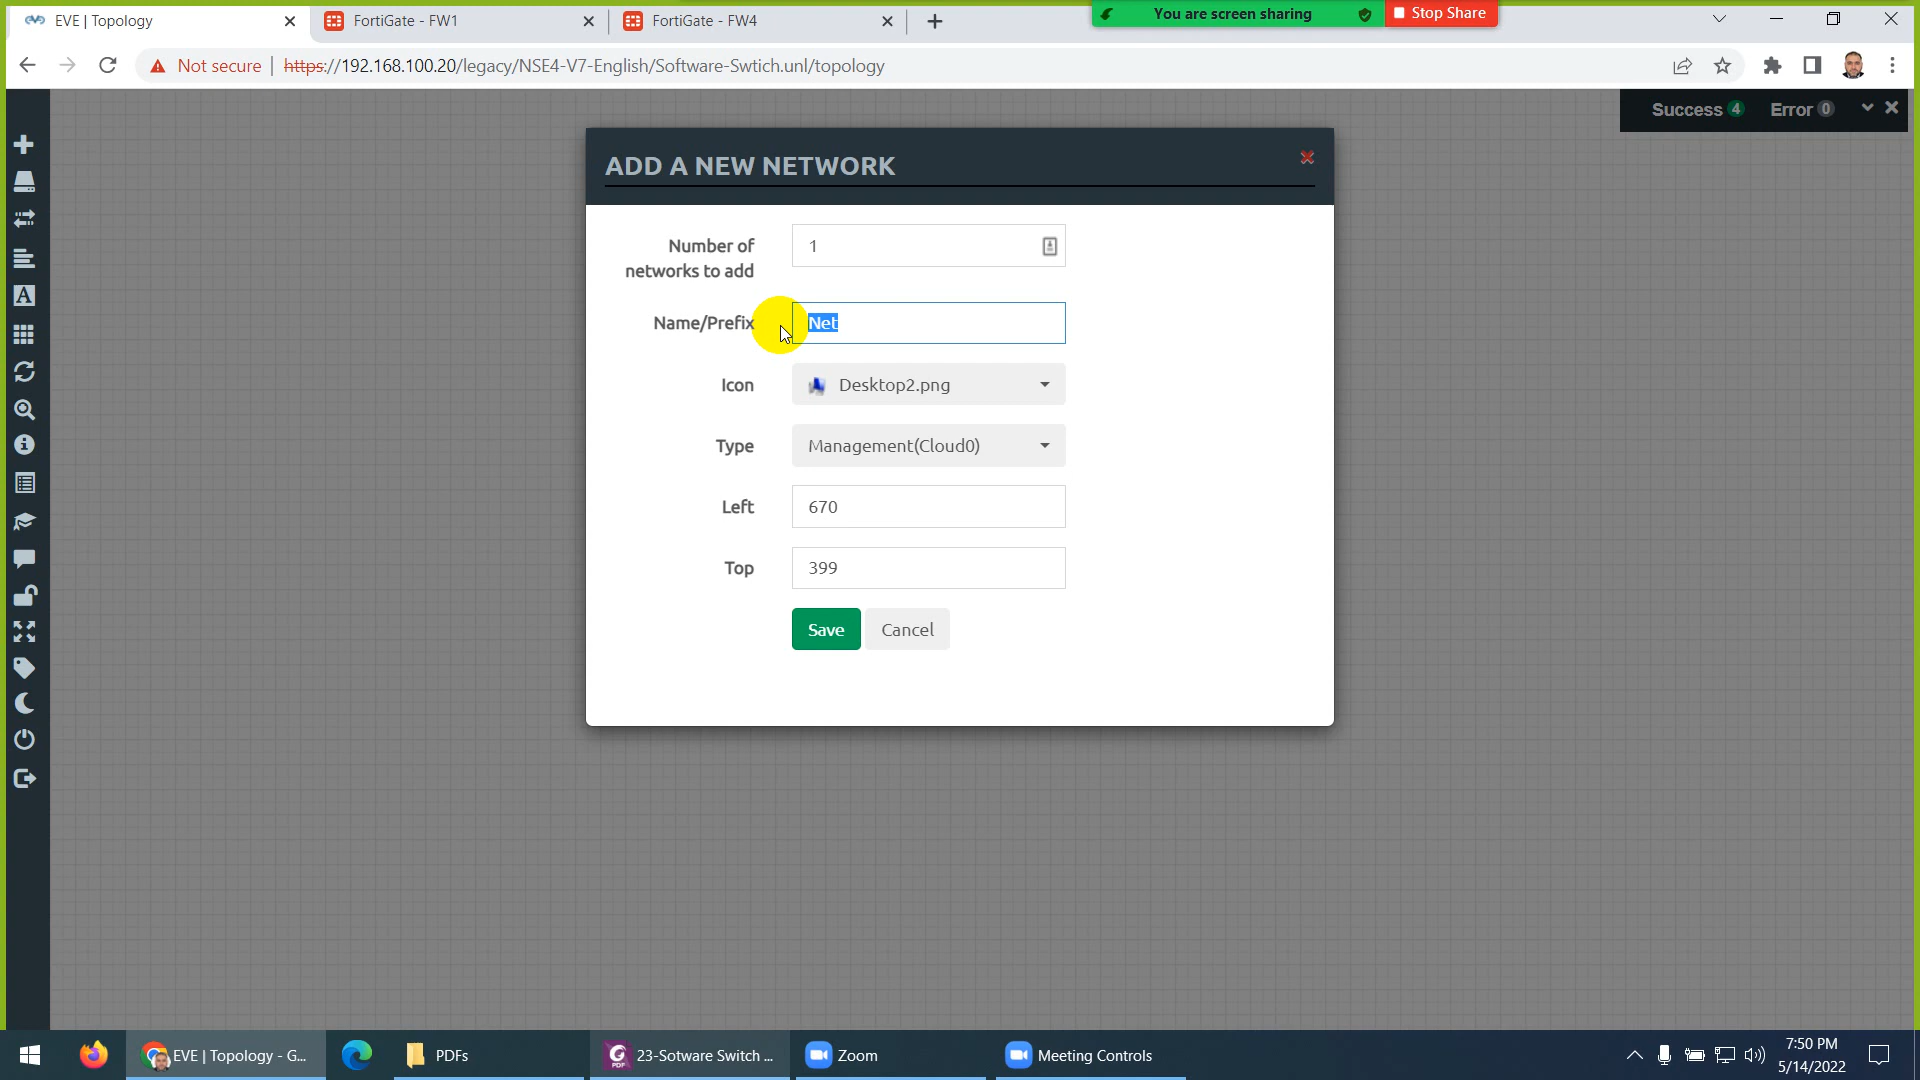 EVE | Topology
FortiGate - FW1
FortiGate - FW4
You are screen sharing
Stop Share
Not secure
https://192.168.100.20/legacy/NSE4-V7-English/Software-Swtich.unl/topology
Success 4
Error 0
ADD A NEW NETWORK
Number of
networks to add
1
Name/Prefix
Net
Icon
Desktop2.png
Type
Management(Cloud0)
Left
670
Top
399
Save
Cancel
EVE | Topology - G...
PDFs
23-Sotware Switch ...
Zoom
Meeting Controls
7:50 PM
5/14/2022